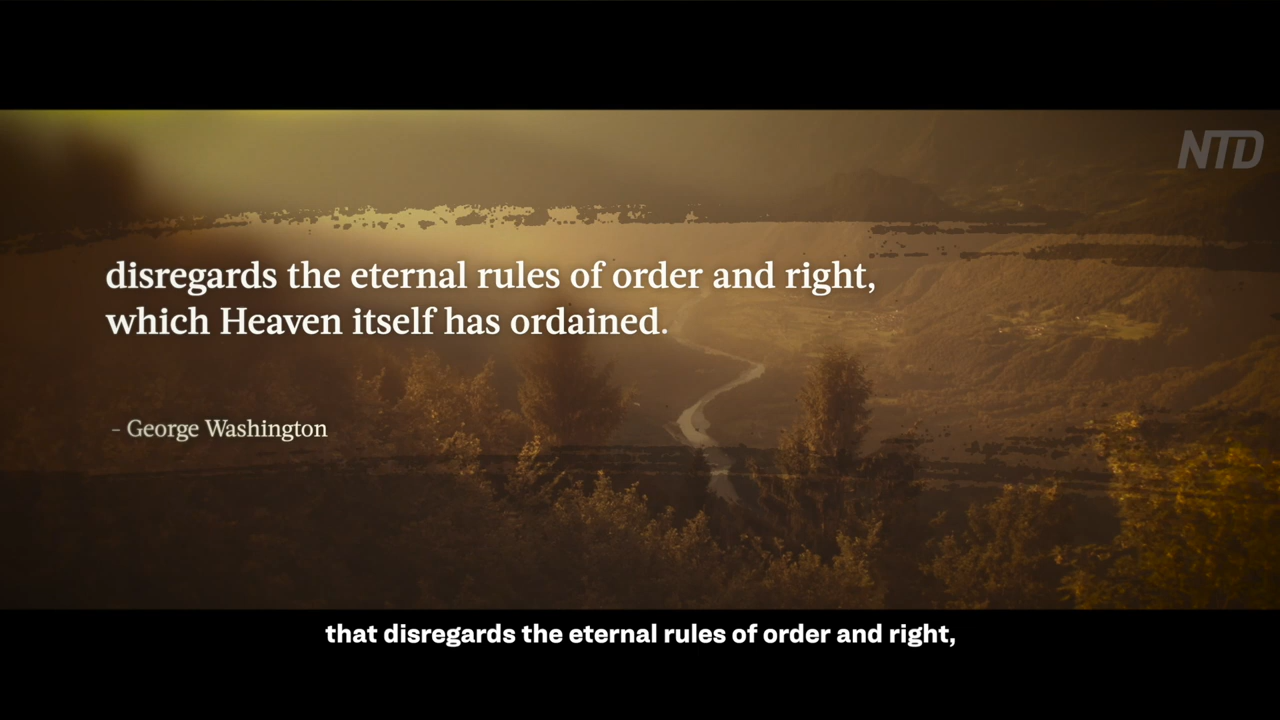 NTD
disregards the eternal rules of order and right,
which Heaven itself has ordained.
- George Washington
that disregards the eternal rules of order and right,